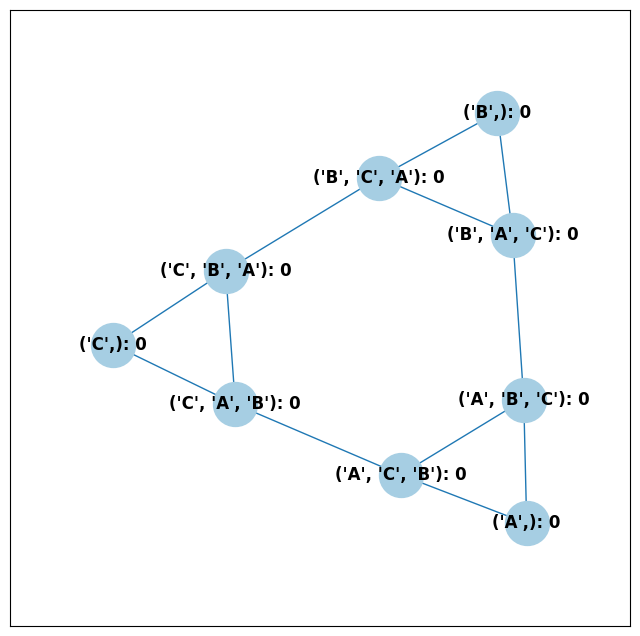 ('B',): 0
('B', 'C', 'A'): 0
('B', 'A', 'C'): 0
('C', 'B', 'A'): 0
('C',): 0
('C', 'A', 'B'): 0
('A', 'B', 'C'): 0
('A', 'C', 'B'): 0
('A',): 0